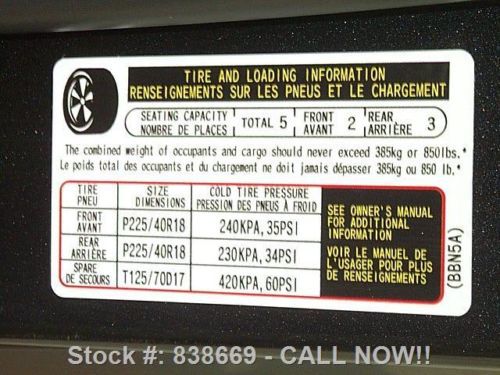 TIRE AND LOADING INFORMATION
RENSEIGNEMENTS SUR LES PNEUS ET LE CHARGEMENT
SEATING CAPACITY
NOMBRE DE PLACES
TOTAL 5
FRONT
AVANT
2
REAR
ARRIÈRE
3
The combined weight of occupants and cargo should never exceed 385kg or 850lbs.*
Le poids total des occupants et du chargement ne doit jamais dépasser 385kg ou 850 lb.*
TIRE
PNEU
SIZE
DIMENSIONS
COLD TIRE PRESSURE
PRESSION DES PNEUS À FROID
FRONT
AVANT
P225/40R18
240KPA, 35PSI
REAR
ARRIÈRE
P225/40R18
230KPA, 34PSI
SPARE
DE SECOURS
T125/70D17
420KPA, 60PSI
SEE OWNER'S MANUAL
FOR ADDITIONAL
INFORMATION
VOIR LE MANUEL DE
L'USAGER POUR PLUS
DE RENSEIGNEMENTS
(BBN5A)
Stock #: 838669 - CALL NOW!!